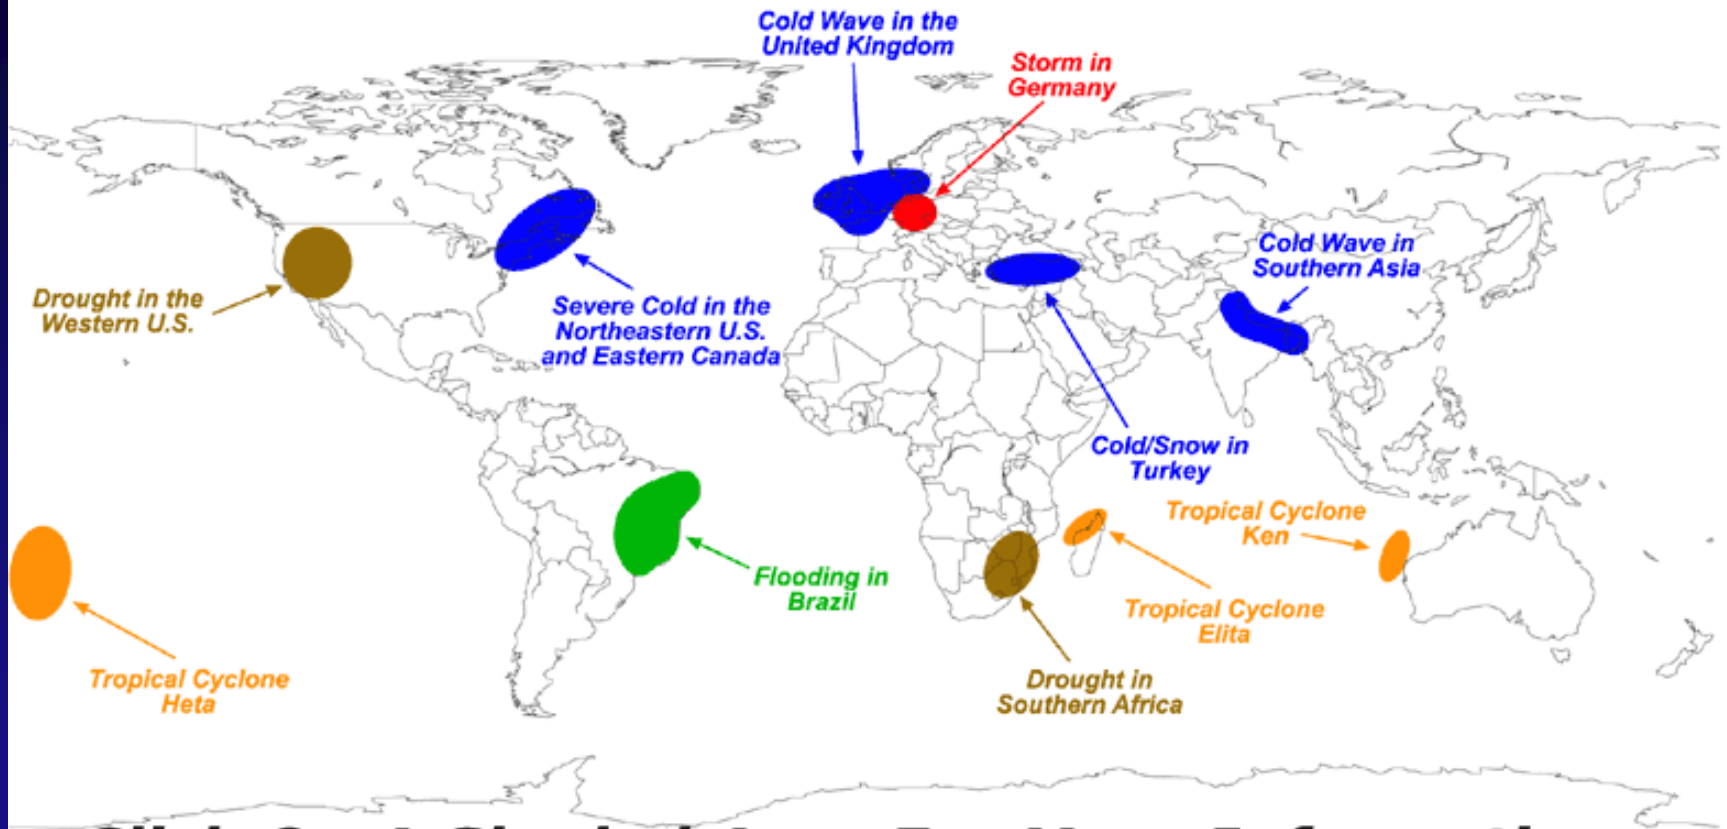 Cold Wave in the
United Kingdom
Storm in
Germany
Cold Wave in
Southern Asia
Drought in the
Western U.S.
Severe Cold in the
Northeastern U.S.
and Eastern Canada
Cold/Snow in
Turkey
Tropical Cyclone
Ken
Flooding in
Brazil
Tropical Cyclone
Elita
Tropical Cyclone
Heta
Drought in
Southern Africa